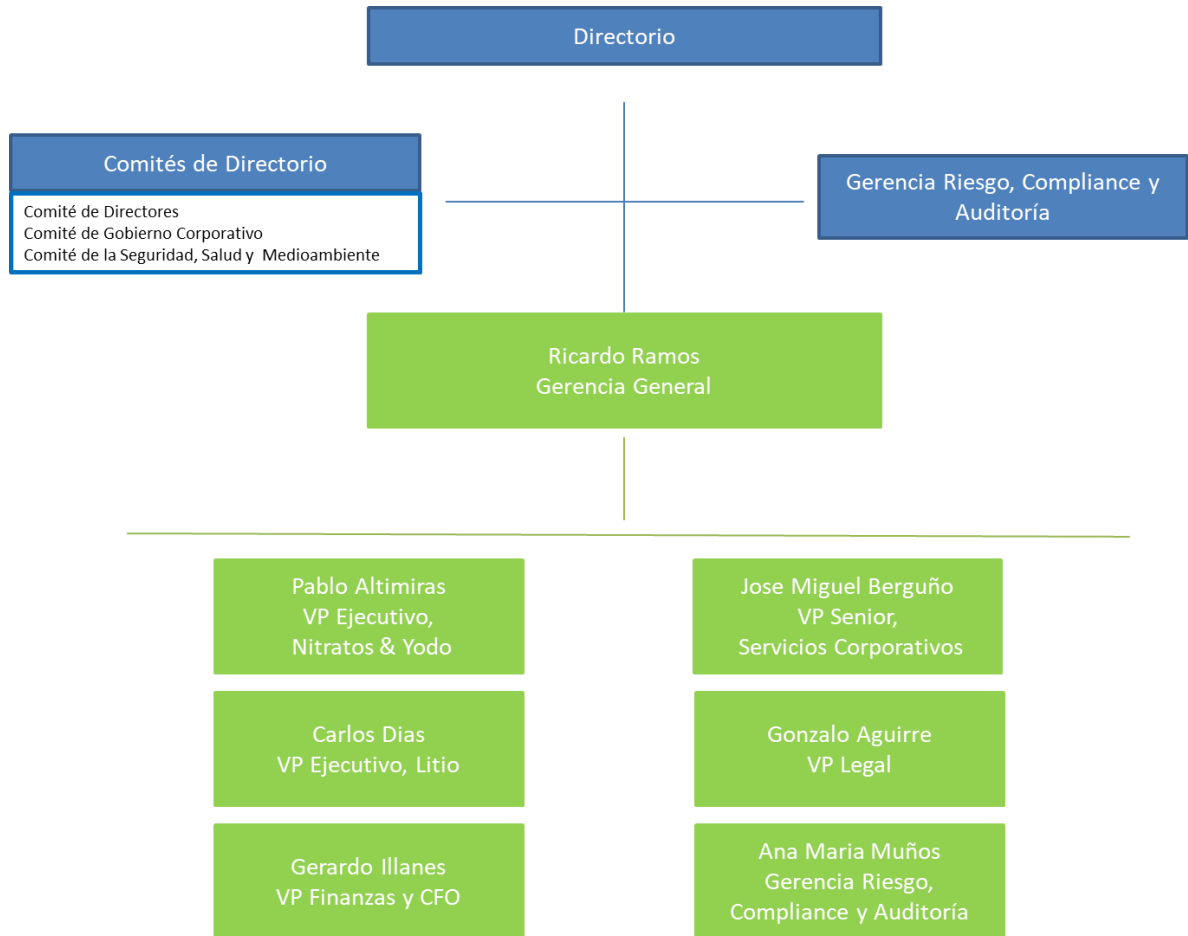 Directorio
Comités de Directorio
Comité de Directores
Comité de Gobierno Corporativo
Comité de la Seguridad, Salud y Medioambiente
Gerencia Riesgo, Compliance y
Auditoría
Ricardo Ramos
Gerencia General
Pablo Altimiras
VP Ejecutivo,
Nitratos & Yodo
Jose Miguel Berguño
VP Senior,
Servicios Corporativos
Carlos Dias
VP Ejecutivo, Litio
Gonzalo Aguirre
VP Legal
Gerardo Illanes
VP Finanzas y CFO
Ana Maria Muños
Gerencia Riesgo,
Compliance y Auditoría